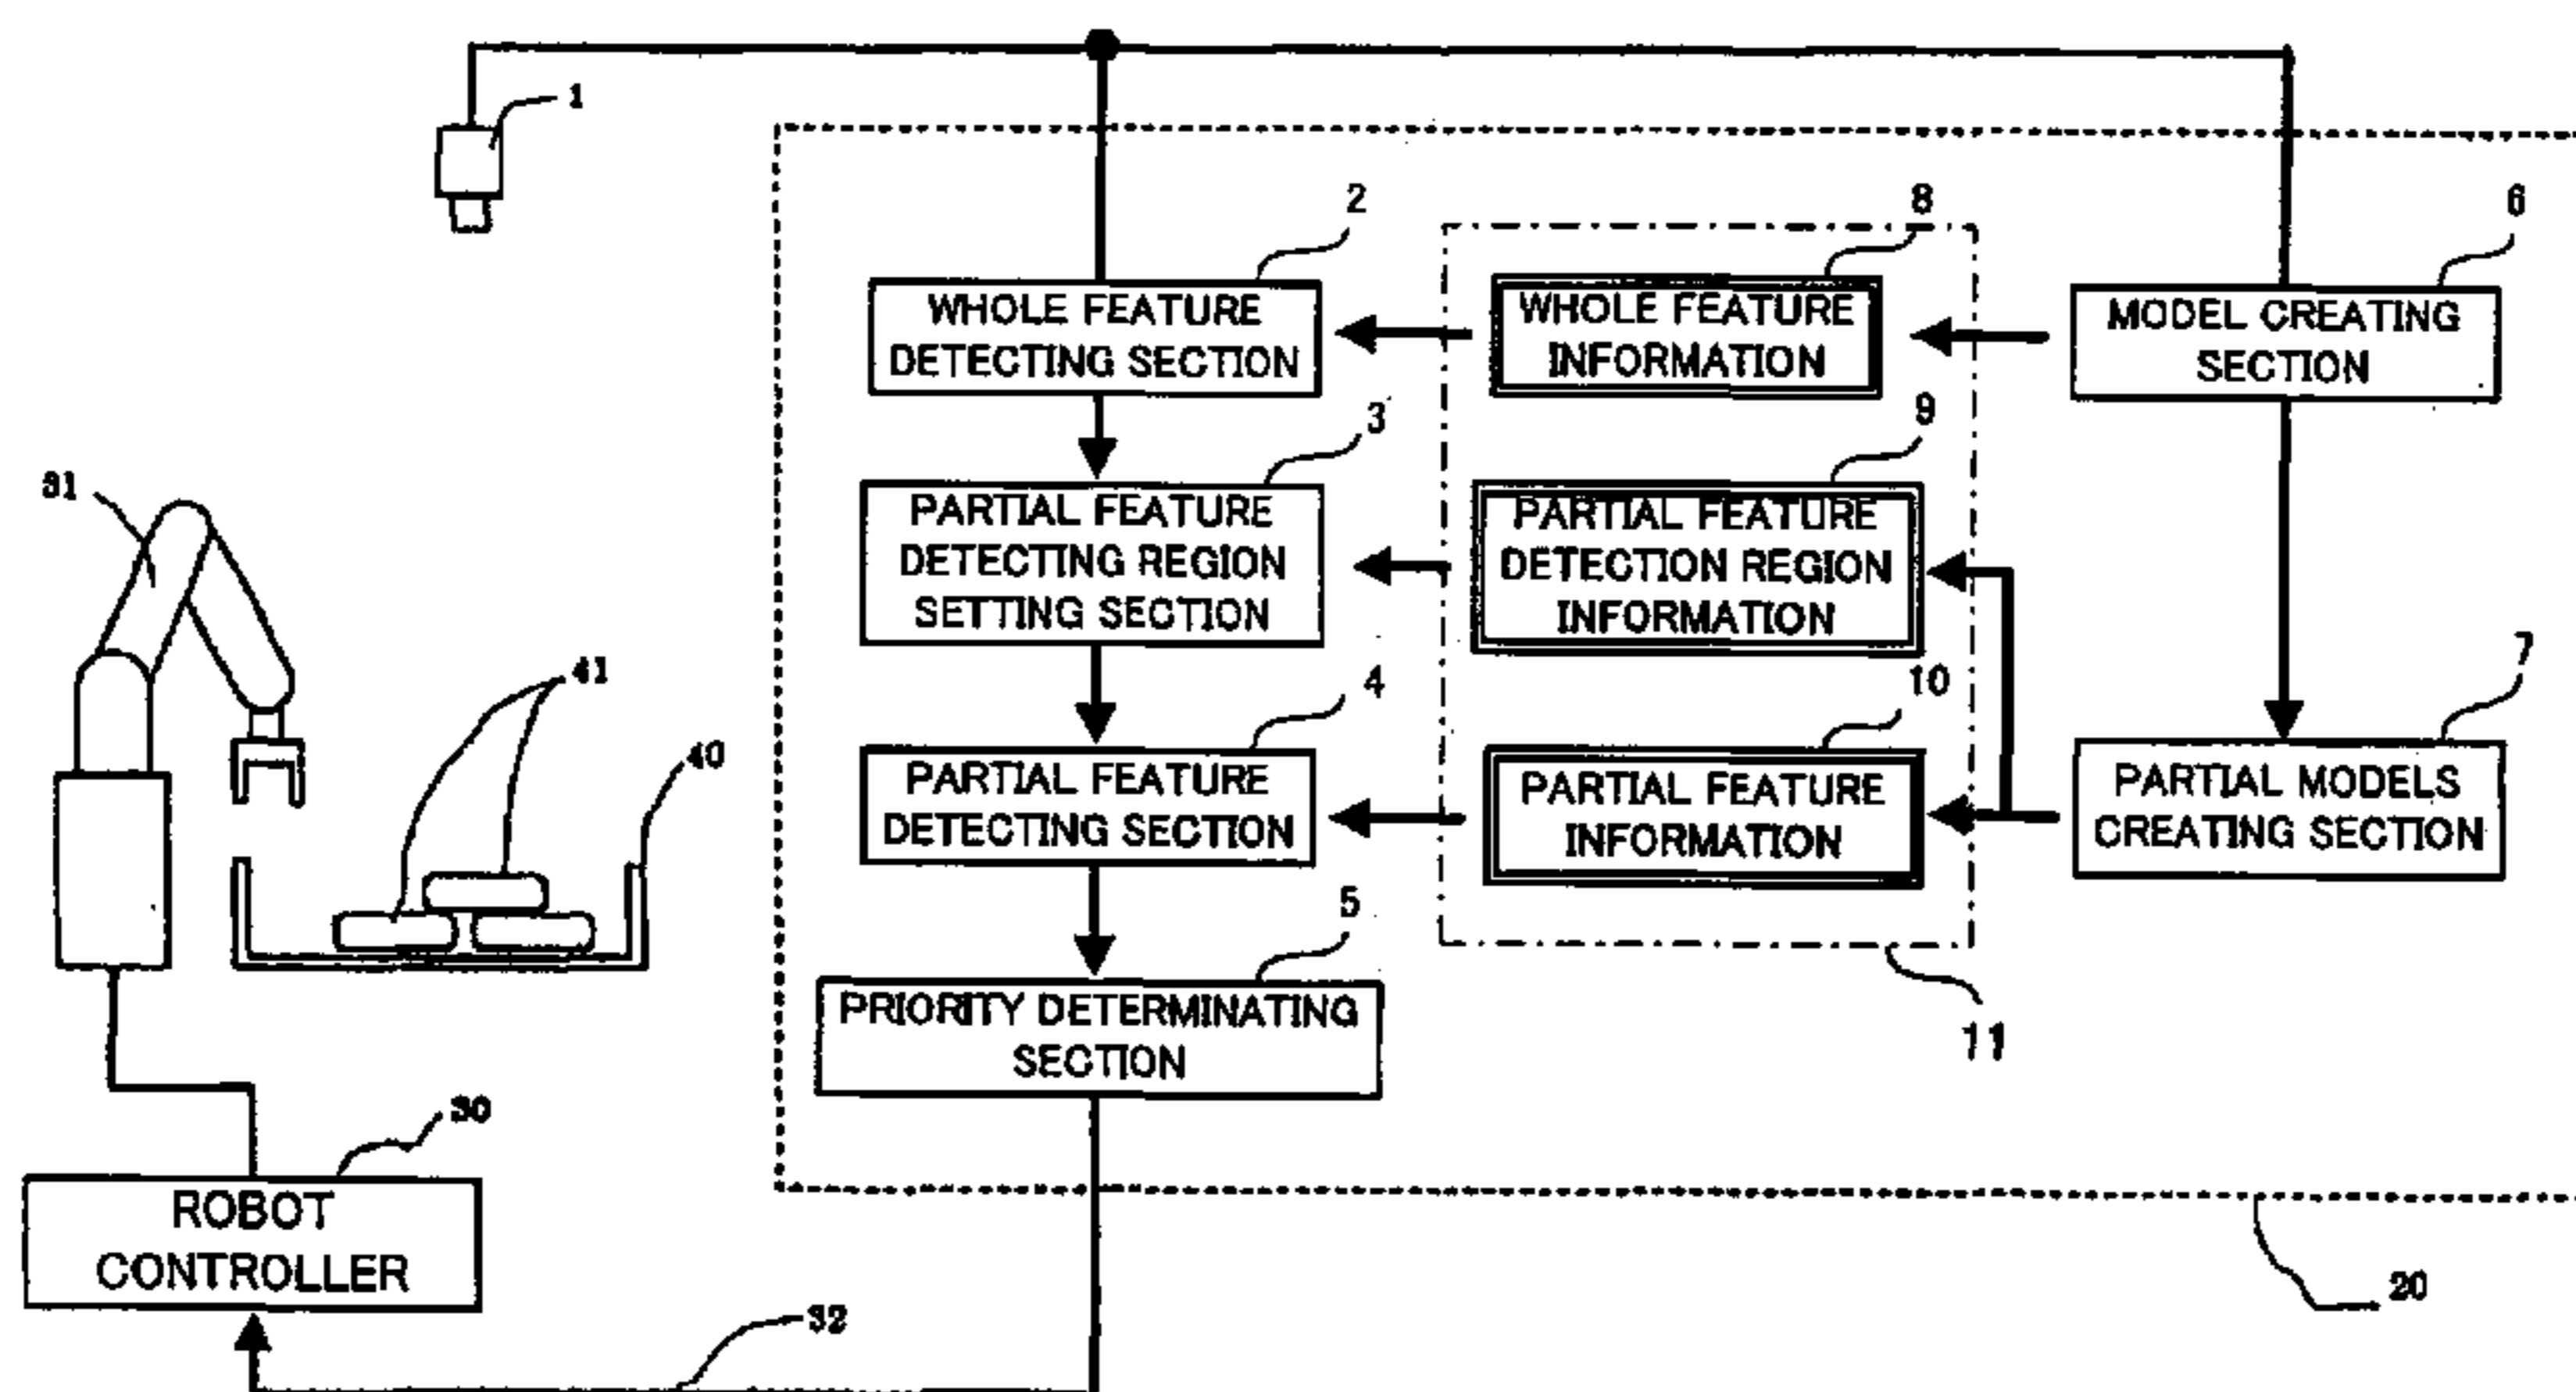 1
2
8
6
WHOLE FEATURE
DETECTING SECTION
WHOLE FEATURE
INFORMATION
MODEL CREATING
SECTION
3
9
31
PARTIAL FEATURE
DETECTING REGION
SETTING SECTION
PARTIAL FEATURE
DETECTION REGION
INFORMATION
41
4
10
7
40
PARTIAL FEATURE
DETECTING SECTION
PARTIAL FEATURE
INFORMATION
PARTIAL MODELS
CREATING SECTION
5
PRIORITY DETERMINATING
SECTION
11
30
ROBOT
CONTROLLER
20
32